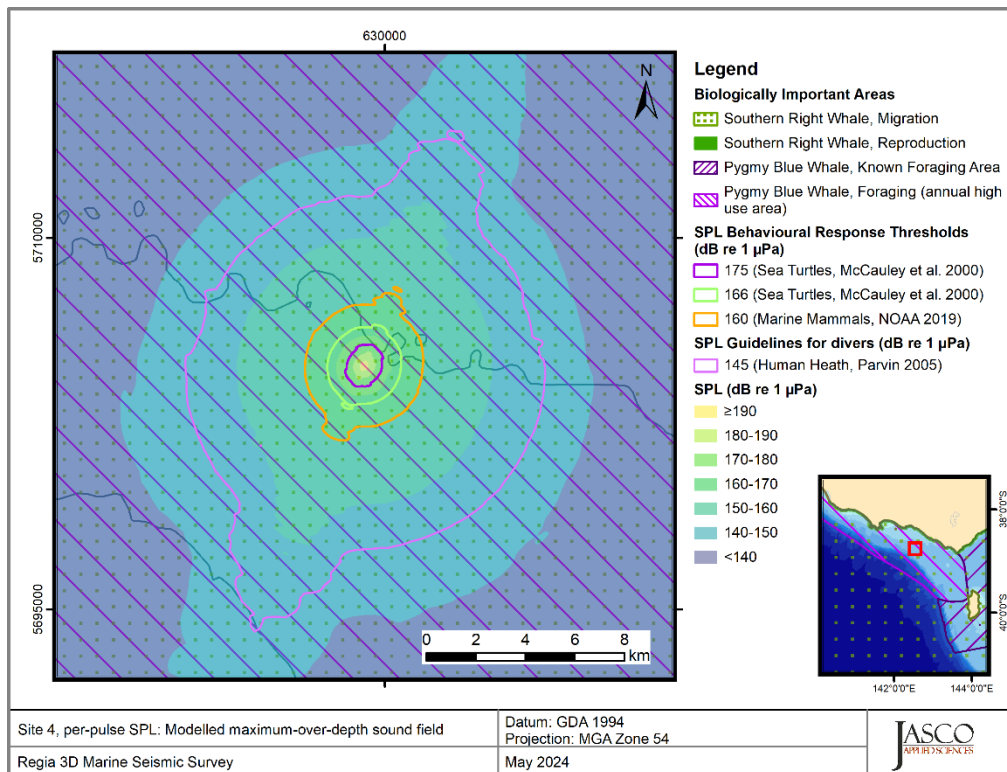 630000
5710000
5695000
N
0 2 4 6 8
km
Legend
Biologically Important Areas
Southern Right Whale, Migration
Southern Right Whale, Reproduction
Pygmy Blue Whale, Known Foraging Area
Pygmy Blue Whale, Foraging (annual high
use area)
SPL Behavioural Response Thresholds
(dB re 1 µPa)
175 (Sea Turtles, McCauley et al. 2000)
166 (Sea Turtles, McCauley et al. 2000)
160 (Marine Mammals, NOAA 2019)
SPL Guidelines for divers (dB re 1 µPa)
145 (Human Heath, Parvin 2005)
SPL (dB re 1 µPa)
≥190
180-190
170-180
160-170
150-160
140-150
<140
38°0'0"S
40°0'0"S
142°0'0"E 144°0'0"E
Site 4, per-pulse SPL: Modelled maximum-over-depth sound field
Datum: GDA 1994
Projection: MGA Zone 54
Regia 3D Marine Seismic Survey
May 2024
JASCO
APPLIED SCIENCES